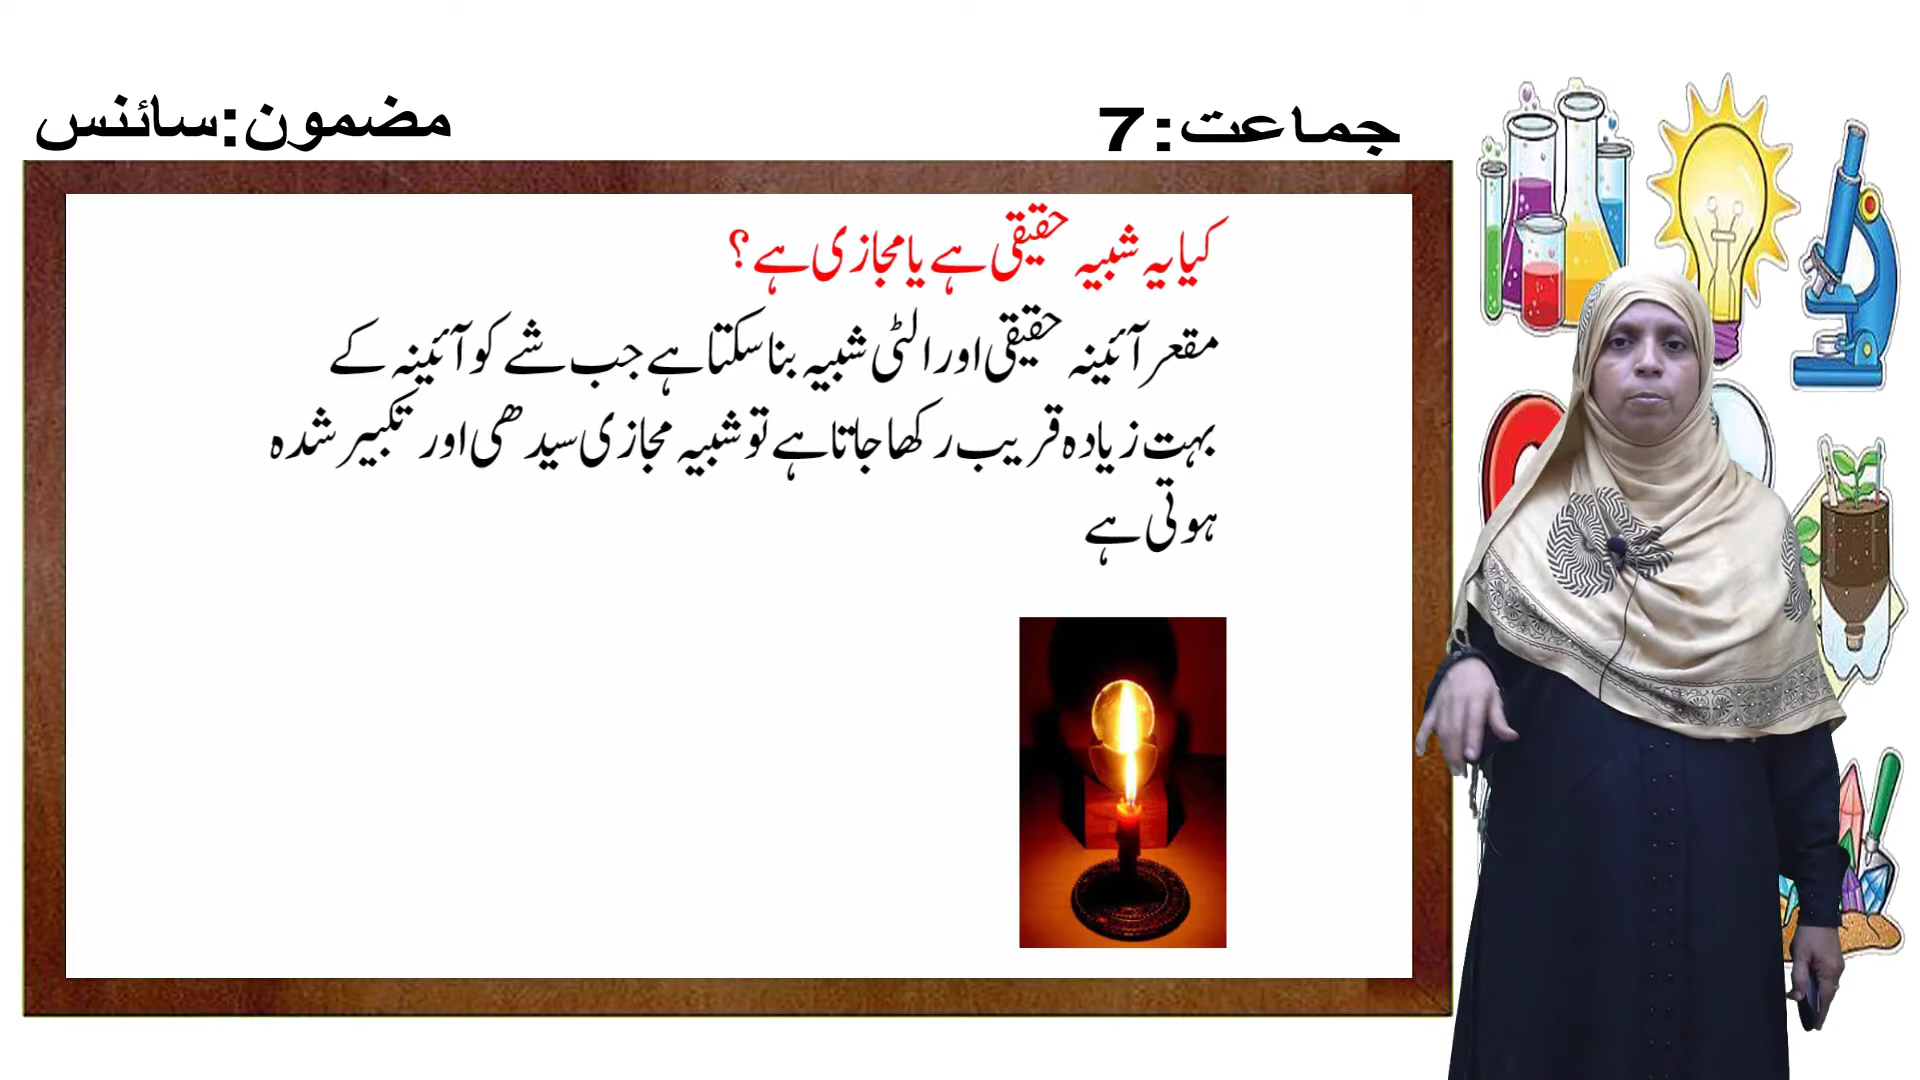 جماعت:7
مضمون:سائنس
کیا یہ شبیہ حقیقی ہے یا مجازی ہے؟
مقعر آئینہ حقیقی اور الٹی شبیہ بنا سکتا ہے جب شے کو آئینہ کے
بہت زیادہ قریب رکھا جاتا ہے تو شبیہ مجازی سیدھی اور تکبیر شدہ
ہوتی ہے